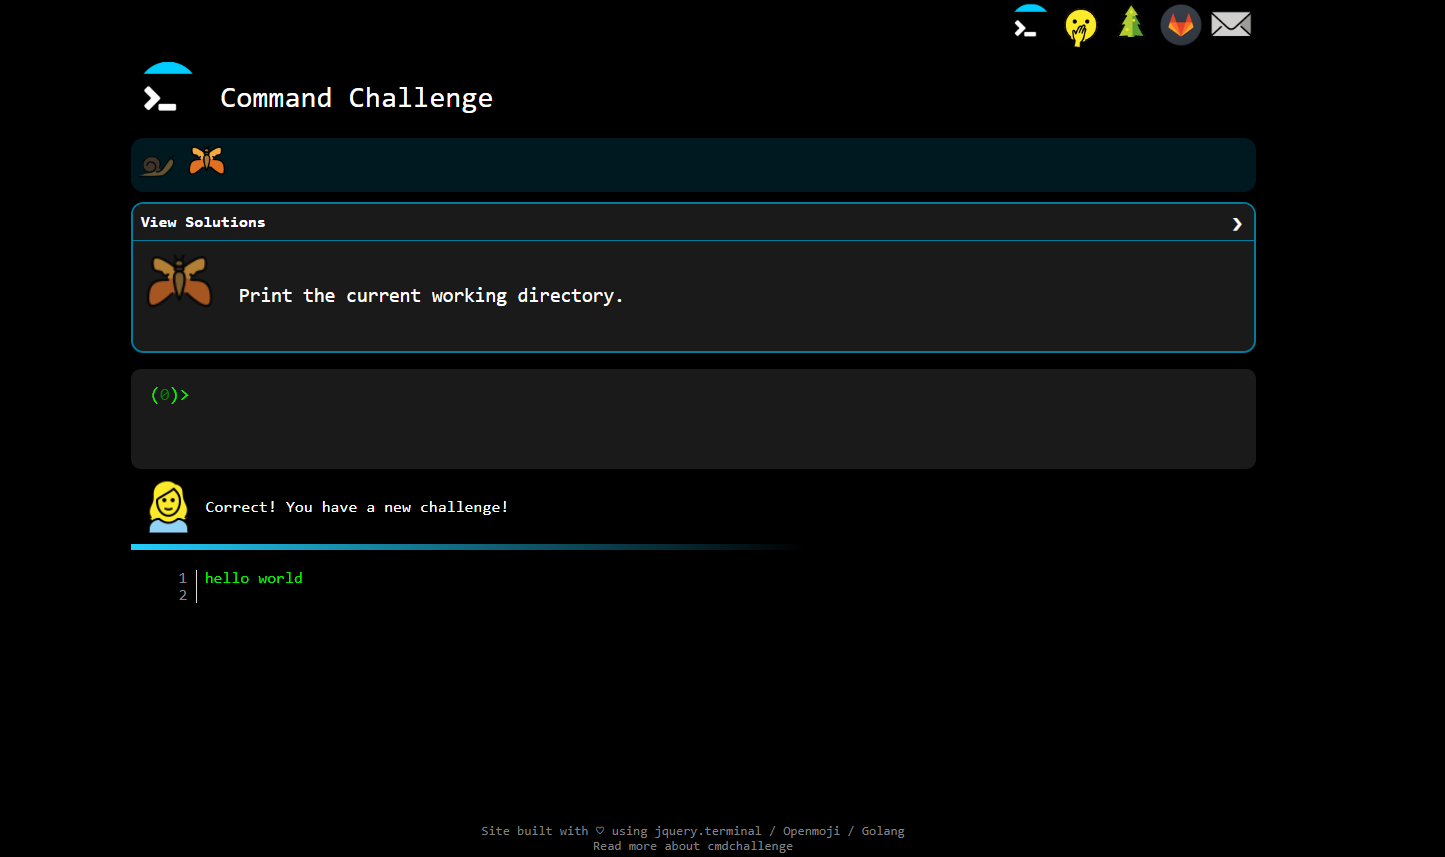 Command Challenge
View Solutions
Print the current working directory.
(0)>
Correct! You have a new challenge!
1 hello world
2
Site built with ♡ using jquery.terminal / Openmoji / Golang
Read more about cmdchallenge